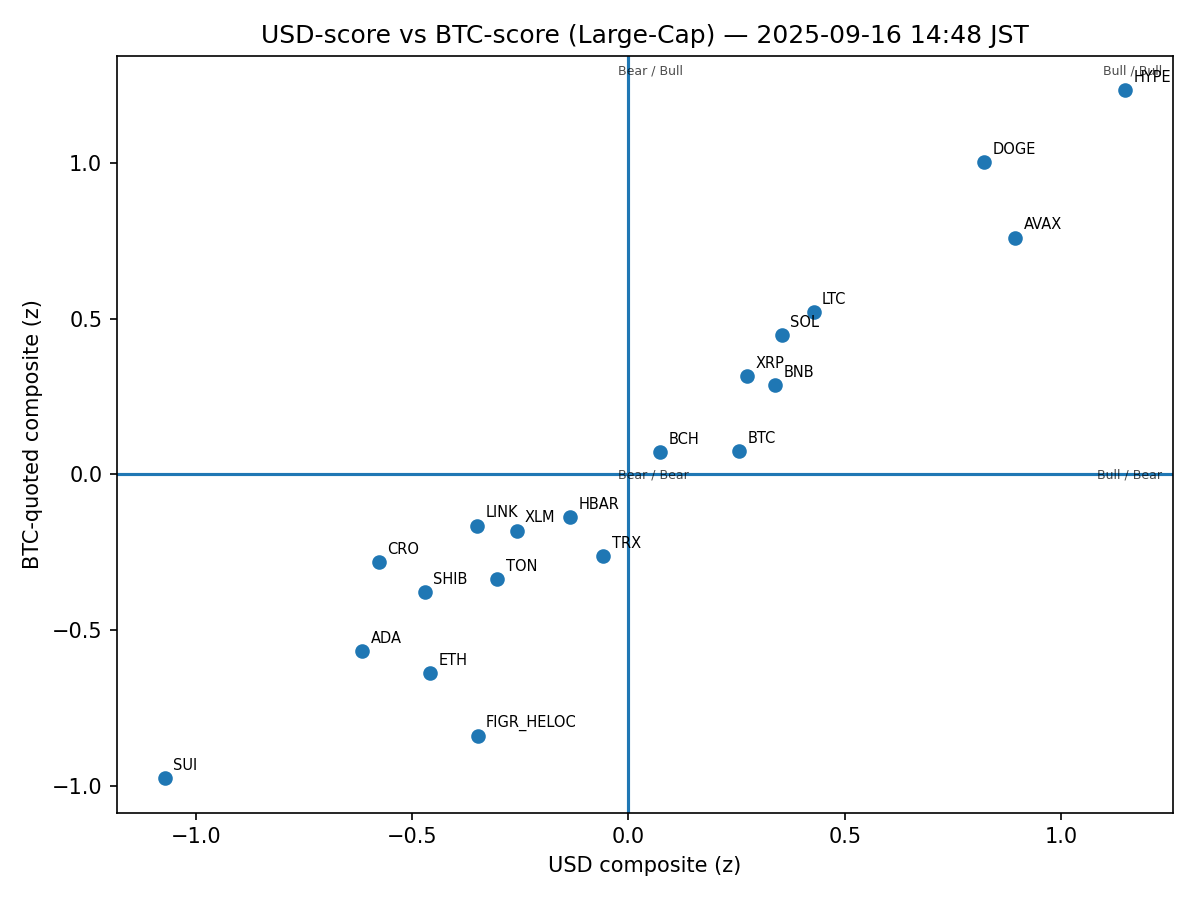 USD-score vs BTC-score (Large-Cap) — 2025-09-16 14:48 JST
Bear / Bull
Bull / Bull
HYPE
DOGE
AVAX
LTC
SOL
XRP
BNB
BCH
BTC
Bear / Bear
Bull / Bear
LINK
XLM
HBAR
TRX
CRO
TON
SHIB
ADA
ETH
FIGR_HELOC
SUI
1.0
0.5
0.0
−0.5
−1.0
BTC-quoted composite (z)
−1.0
−0.5
0.0
0.5
1.0
USD composite (z)